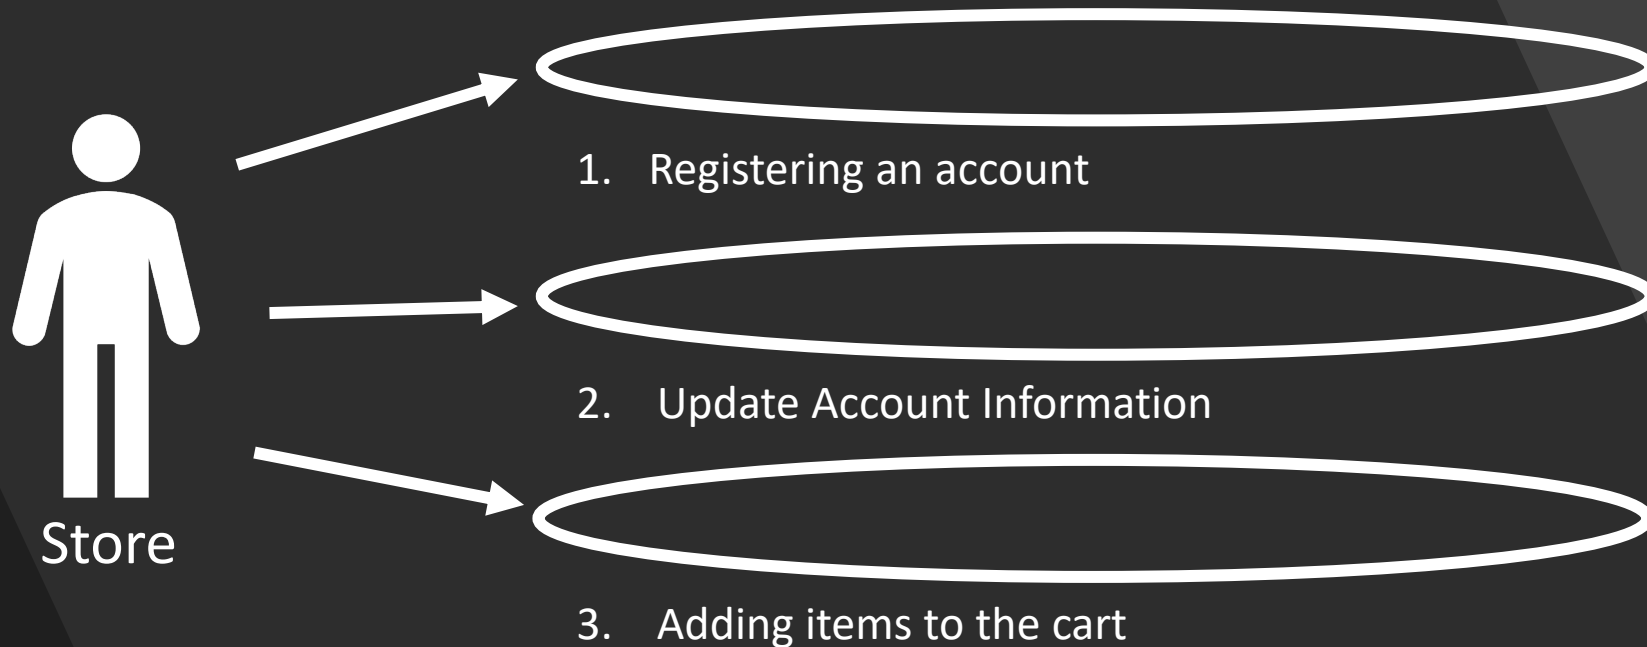 1. Registering an account
2. Update Account Information
Store
3. Adding items to the cart